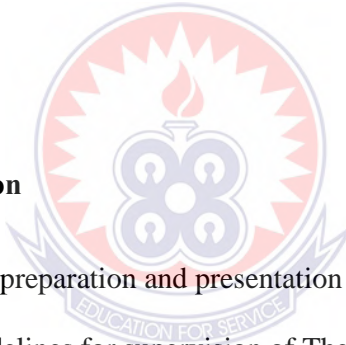 on
preparation and presentation
EDUCATION FOR SERVICE
delines for supervision of The